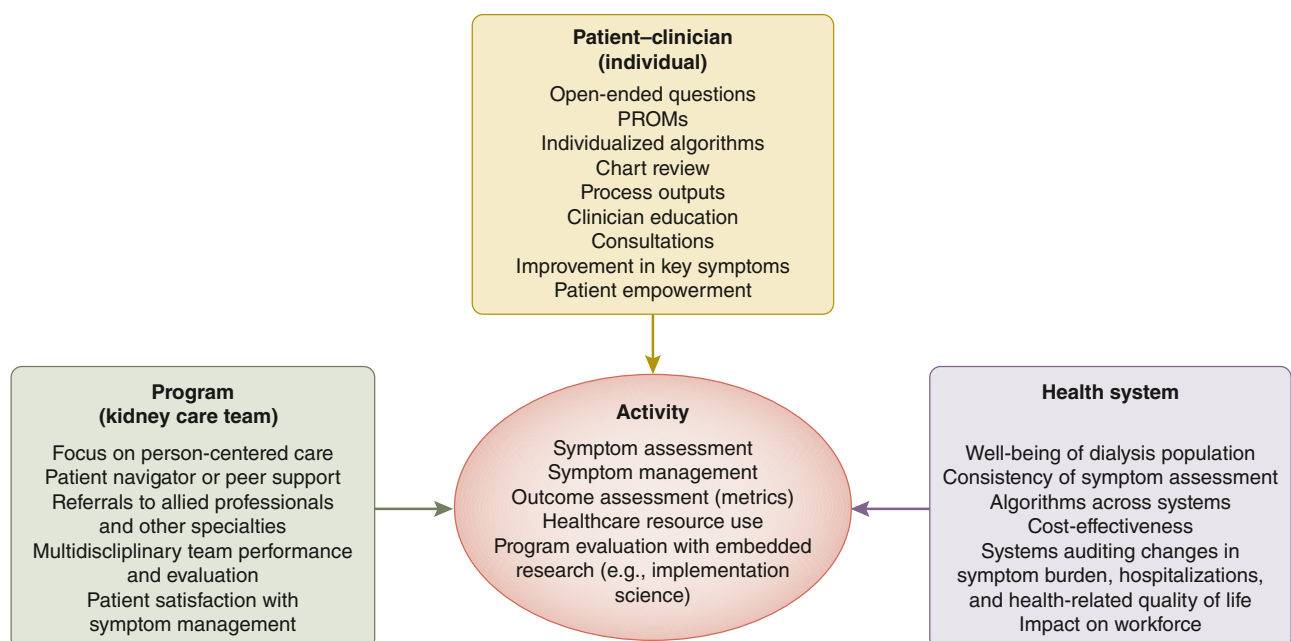 Patient–clinician
(individual)
Open-ended questions
PROMs
Individualized algorithms
Chart review
Process outputs
Clinician education
Consultations
Improvement in key symptoms
Patient empowerment
Program
(kidney care team)
Focus on person-centered care
Patient navigator or peer support
Referrals to allied professionals
and other specialties
Multidiscliplinary team performance
and evaluation
Patient satisfaction with
symptom management
Activity
Symptom assessment
Symptom management
Outcome assessment (metrics)
Healthcare resource use
Program evaluation with embedded
research (e.g., implementation
science)
Health system
Well-being of dialysis population
Consistency of symptom assessment
Algorithms across systems
Cost-effectiveness
Systems auditing changes in
symptom burden, hospitalizations,
and health-related quality of life
Impact on workforce